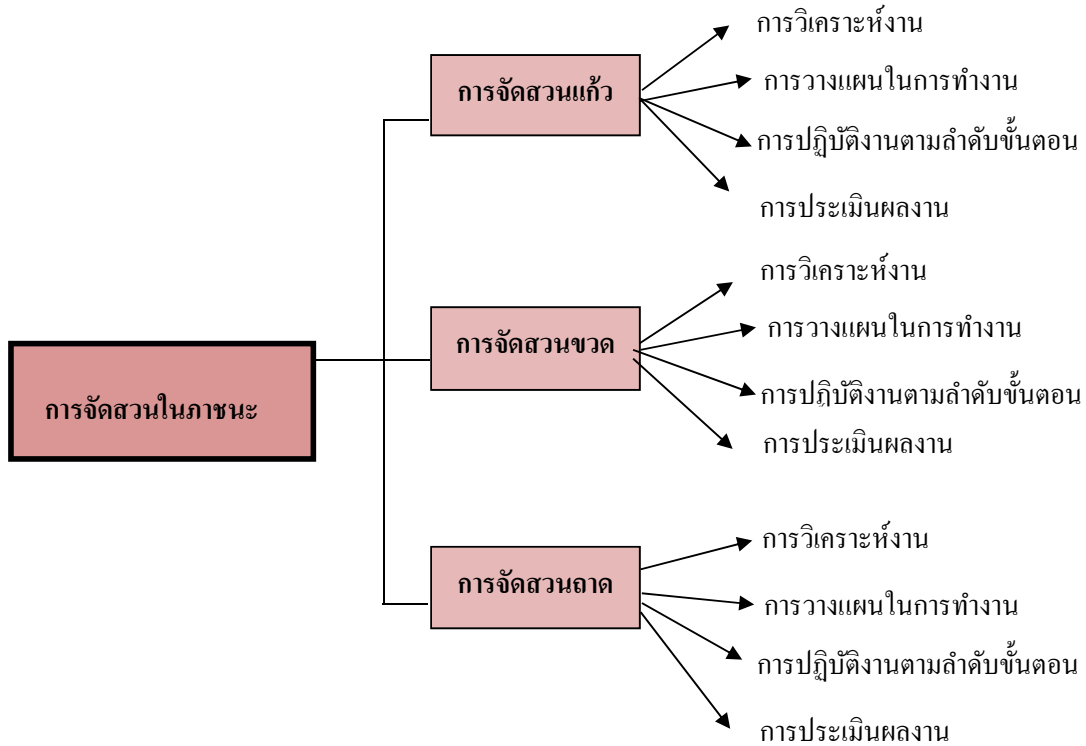 การจัดสวนในภาชนะ
การจัดสวนแก้ว
การวิเคราะห์งาน
การวางแผนในการทำงาน
การปฏิบัติงานตามลำดับขั้นตอน
การประเมินผลงาน
การจัดสวนขวด
การวิเคราะห์งาน
การวางแผนในการทำงาน
การปฏิบัติงานตามลำดับขั้นตอน
การประเมินผลงาน
การจัดสวนถาด
การวิเคราะห์งาน
การวางแผนในการทำงาน
การปฏิบัติงานตามลำดับขั้นตอน
การประเมินผลงาน